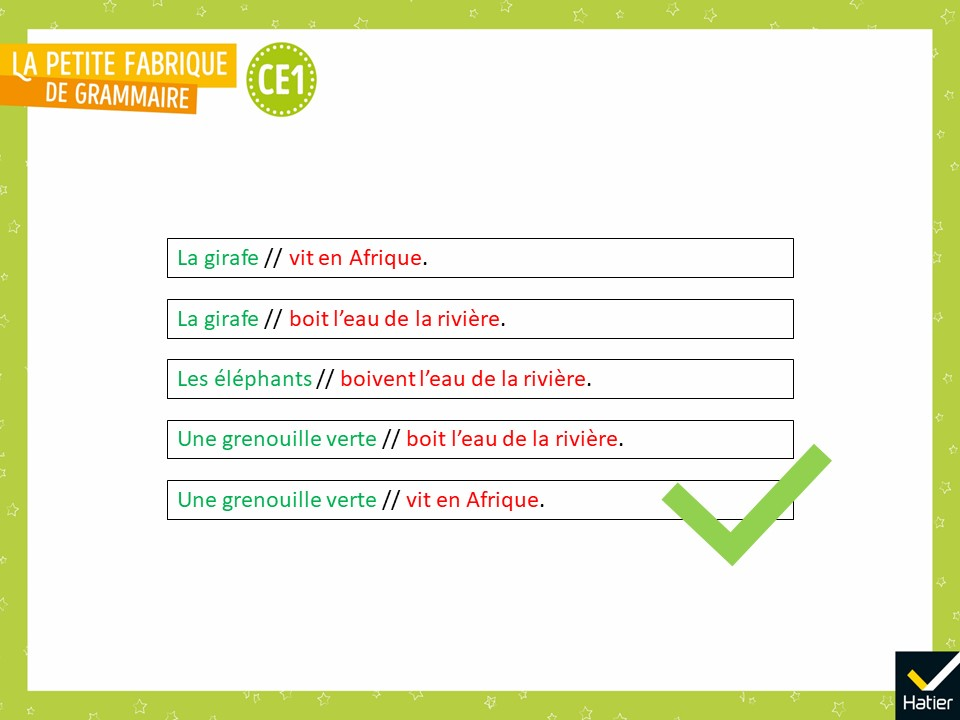 LA PETITE FABRIQUE
DE GRAMMAIRE
CE1
La girafe // vit en Afrique.
La girafe // boit l’eau de la rivière.
Les éléphants // boivent l’eau de la rivière.
Une grenouille verte // boit l’eau de la rivière.
Une grenouille verte // vit en Afrique.
Hatier